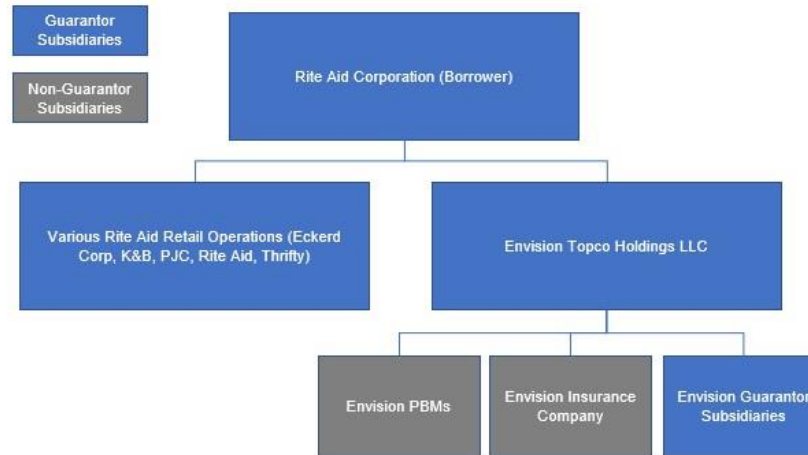 Guarantor
Subsidiaries
Non-Guarantor
Subsidiaries
Rite Aid Corporation (Borrower)
Various Rite Aid Retail Operations (Eckerd
Corp, K&B, PJC, Rite Aid, Thrifty)
Envision Topco Holdings LLC
Envision PBMs
Envision Insurance
Company
Envision Guarantor
Subsidiaries